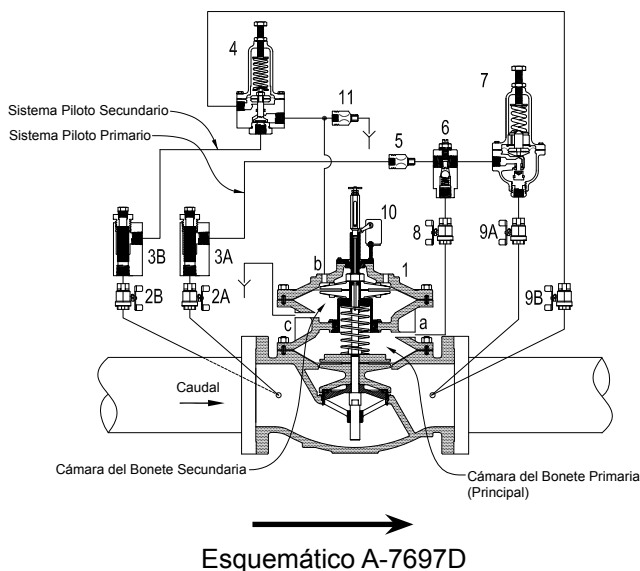 4
7
11
6
Sistema Piloto Secundario
Sistema Piloto Primario
5
10
8
9A
3B
3A
b
1
2B
2A
9B
c
a
Caudal
Cámara del Bonete Secundaria
Cámara del Bonete Primaria
(Principal)
Esquemático A-7697D